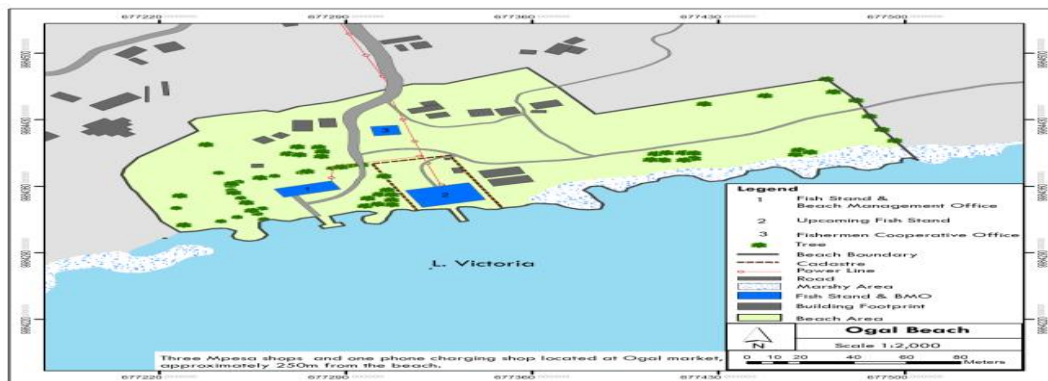 677220 677290 677360 677430 677500
1
2
3
L. Victoria
Legend
1 Fish Stand &
Beach Management Office
2 Upcoming Fish Stand
3 Fishermen Cooperative Office
Tree
Beach Boundary
Cadastre
Power Line
Road
Marshy Area
Fish Stand & BMO
Building Footprint
Beach Area
N
Ogal Beach
Scale 1:2,000
0 10 20 40 60 80
Meters
Three Mpesa shops and one phone charging shop located at Ogal market,
approximately 250m from the beach.
677220 677290 677360 677430 677500